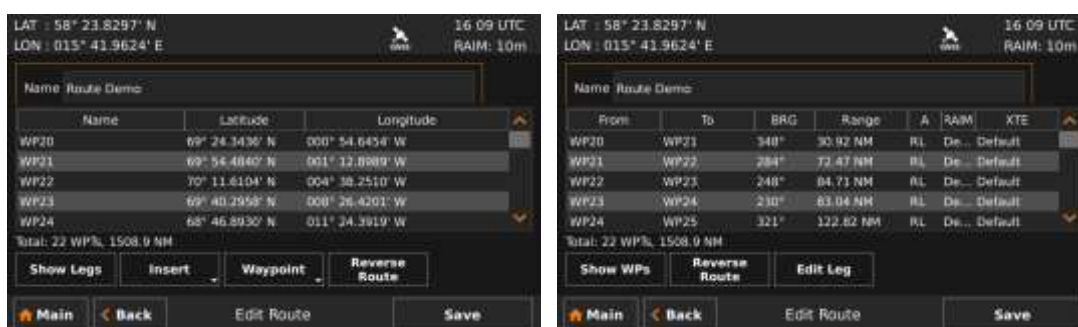 LAT : 58° 23.8297' N
LON : 015° 41.9624' E
GNSS
16 09 UTC
RAIM: 10m
Name Route Demo
Name Latitude Longitude
WP20 69° 24.3436' N 000° 54.6454' W
WP21 69° 54.4840' N 001° 12.8989' W
WP22 70° 11.6104' N 004° 38.2510' W
WP23 69° 40.2958' N 008° 26.4201' W
WP24 68° 46.8930' N 011° 24.3919' W
Total: 22 WPTs, 1508.9 NM
Show Legs Insert Waypoint Reverse Route
Main Back Edit Route Save
LAT : 58° 23.8297' N
LON : 015° 41.9624' E
GNSS
16 09 UTC
RAIM: 10m
Name Route Demo
From To BRG Range A RAIM XTE
WP20 WP21 348° 30.92 NM RL De... Default
WP21 WP22 284° 72.47 NM RL De... Default
WP22 WP23 248° 84.71 NM RL De... Default
WP23 WP24 230° 83.04 NM RL De... Default
WP24 WP25 321° 122.82 NM RL De... Default
Total: 22 WPTs, 1508.9 NM
Show WPs Reverse Route Edit Leg
Main Back Edit Route Save